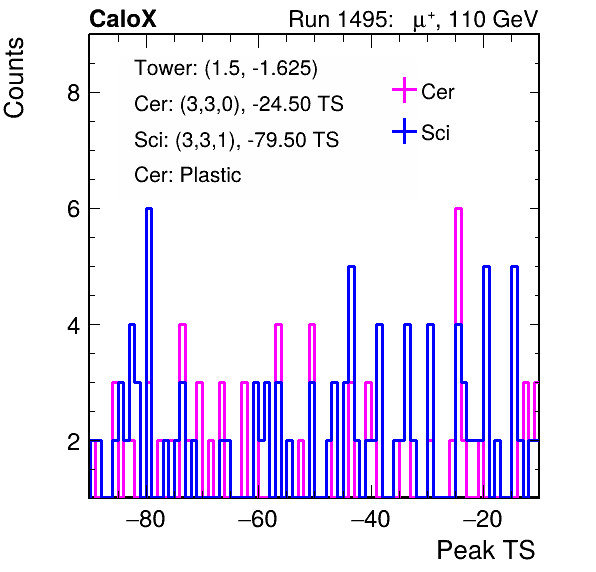 CaloX Run 1495: μ⁺, 110 GeV
Counts
Tower: (1.5, -1.625)
Cer: (3,3,0), -24.50 TS
Sci: (3,3,1), -79.50 TS
Cer: Plastic
Cer
Sci
8
6
4
2
−80 −60 −40 −20
Peak TS